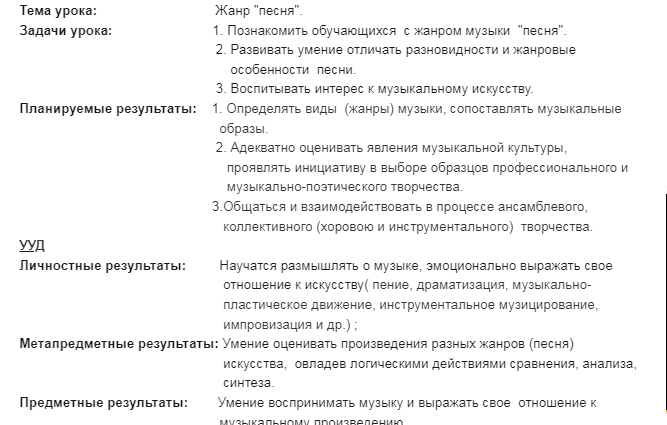 Тема урока: Жанр "песня".
Задачи урока: 1. Познакомить обучающихся с жанром музыки "песня".
2. Развивать умение отличать разновидности и жанровые
особенности песни.
3. Воспитывать интерес к музыкальному искусству.
Планируемые результаты: 1. Определять виды (жанры) музыки, сопоставлять музыкальные
образы.
2. Адекватно оценивать явления музыкальной культуры,
проявлять инициативу в выборе образцов профессионального и
музыкально-поэтического творчества.
3.Общаться и взаимодействовать в процессе ансамблевого,
коллективного (хоровою и инструментального) творчества.
УУД
Личностные результаты: Научатся размышлять о музыке, эмоционально выражать свое
отношение к искусству( пение, драматизация, музыкально-
пластическое движение, инструментальное музицирование,
импровизация и др.) ;
Метапредметные результаты: Умение оценивать произведения разных жанров (песня)
искусства, овладев логическими действиями сравнения, анализа,
синтеза.
Предметные результаты: Умение воспринимать музыку и выражать свое отношение к
музыкальному произведению